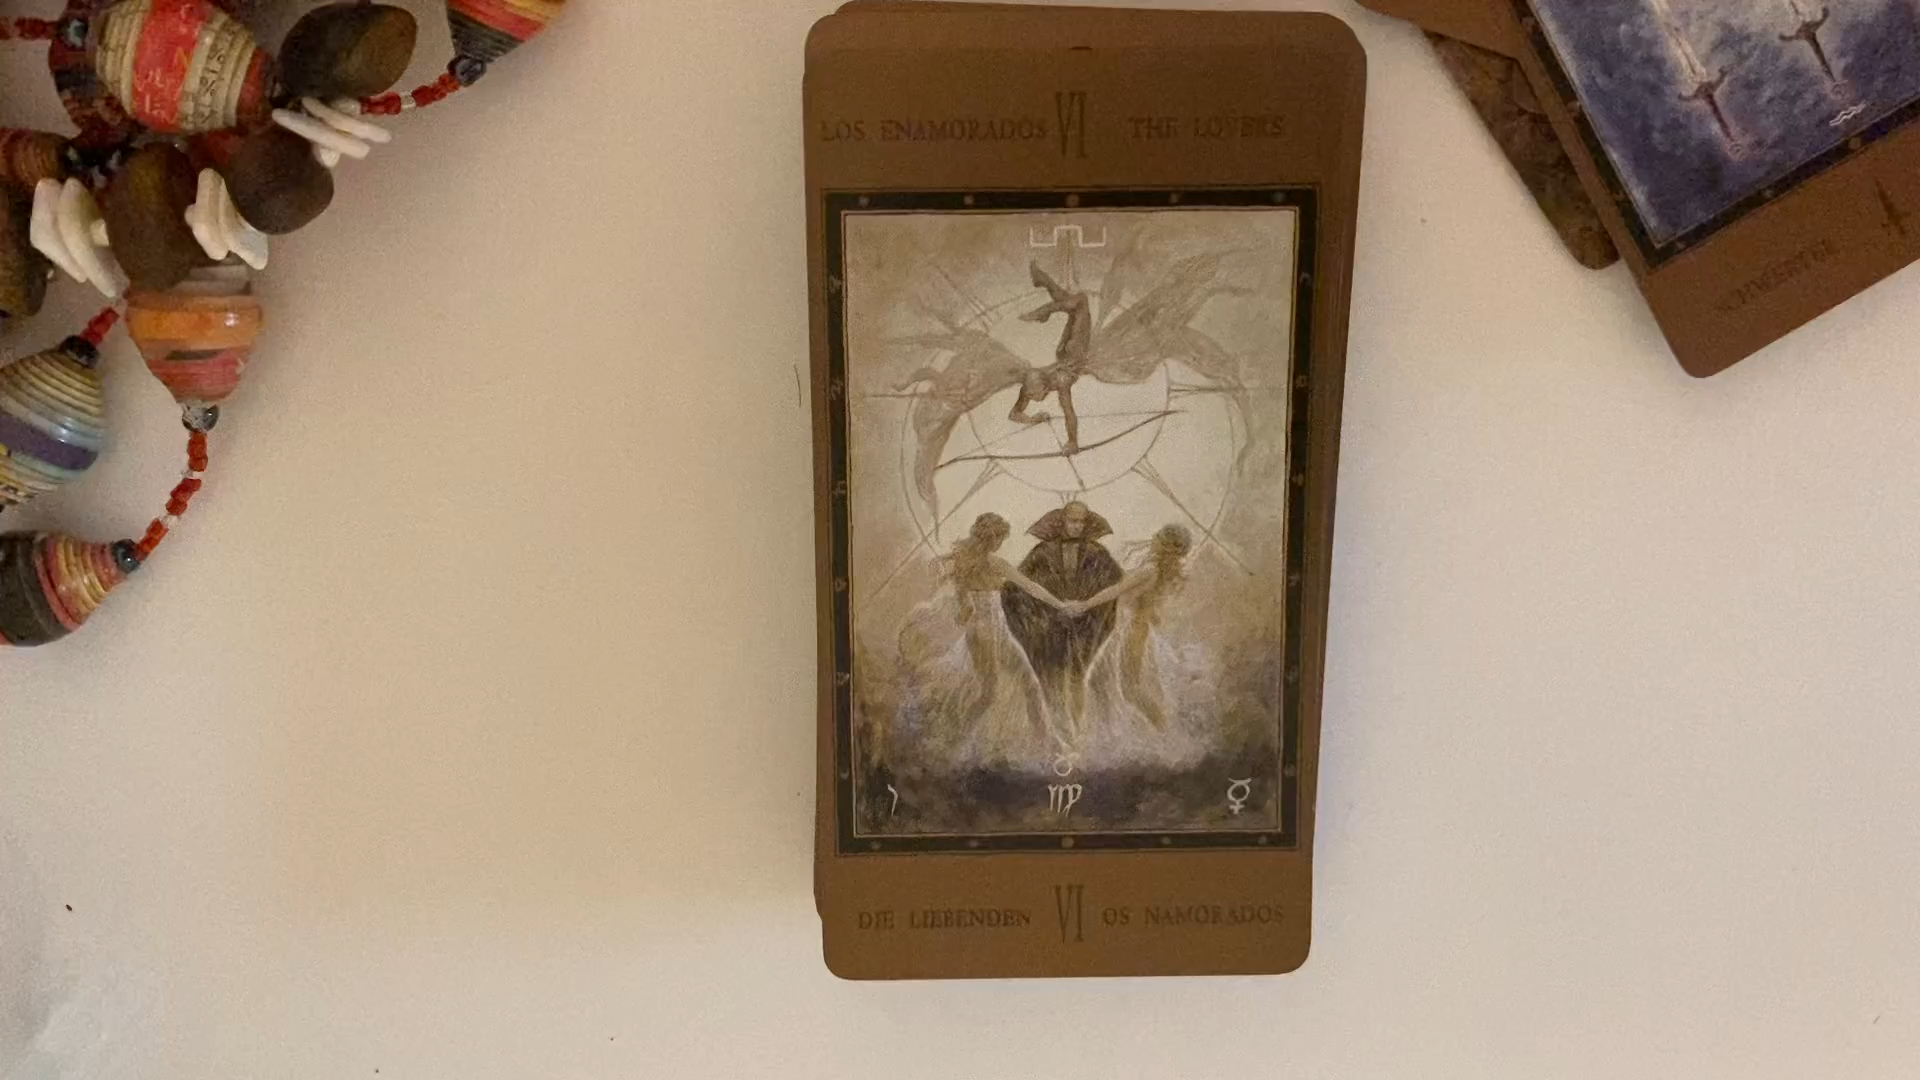 LOS ENAMORADOS VI THE LOVERS
DIE LIEBENDEN VI OS NAMORADOS